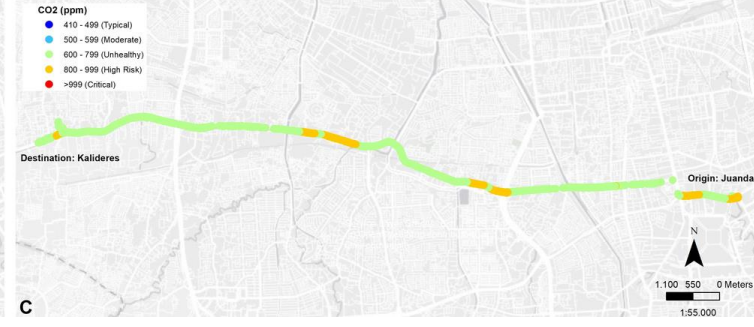 CO2 (ppm)
410 - 499 (Typical)
500 - 599 (Moderate)
600 - 799 (Unhealthy)
800 - 999 (High Risk)
>999 (Critical)
Destination: Kalideres
Origin: Juanda
N
1.100 550 0 Meters
1:55.000
C